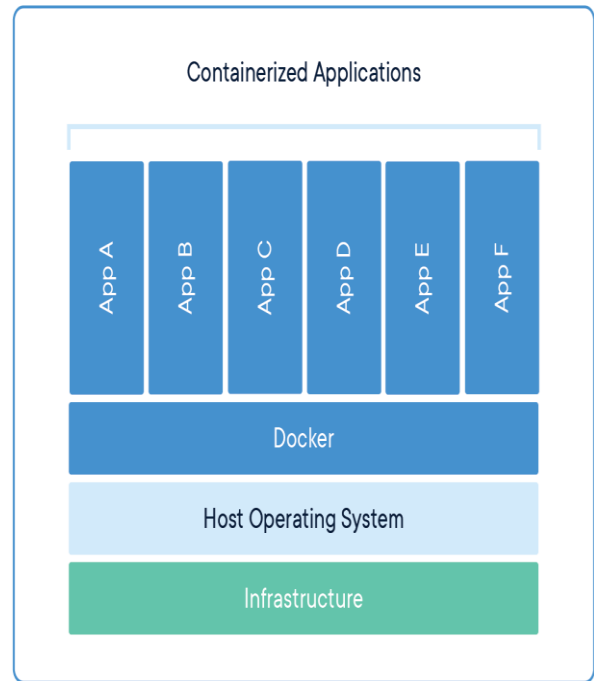 Containerized Applications
App A
App B
App C
App D
App E
App F
Docker
Host Operating System
Infrastructure